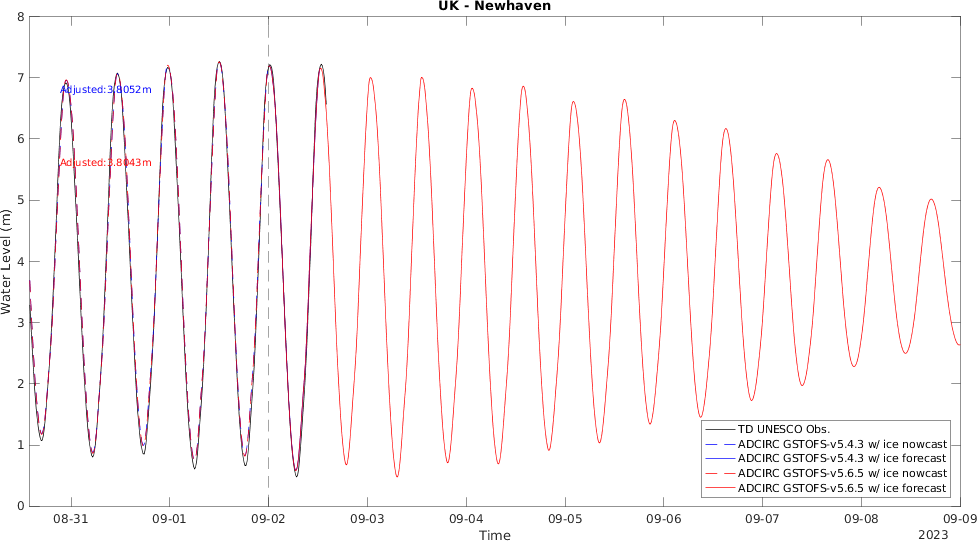 UK - Newhaven
8
7
6
5
4
3
2
1
0
Water Level (m)
Adjusted:3.8052m
Adjusted:3.8043m
TD UNESCO Obs.
ADCIRC GSTOFS-v5.4.3 w/ ice nowcast
ADCIRC GSTOFS-v5.4.3 w/ ice forecast
ADCIRC GSTOFS-v5.6.5 w/ ice nowcast
ADCIRC GSTOFS-v5.6.5 w/ ice forecast
08-31 09-01 09-02 09-03 09-04 09-05 09-06 09-07 09-08 09-09
Time
2023